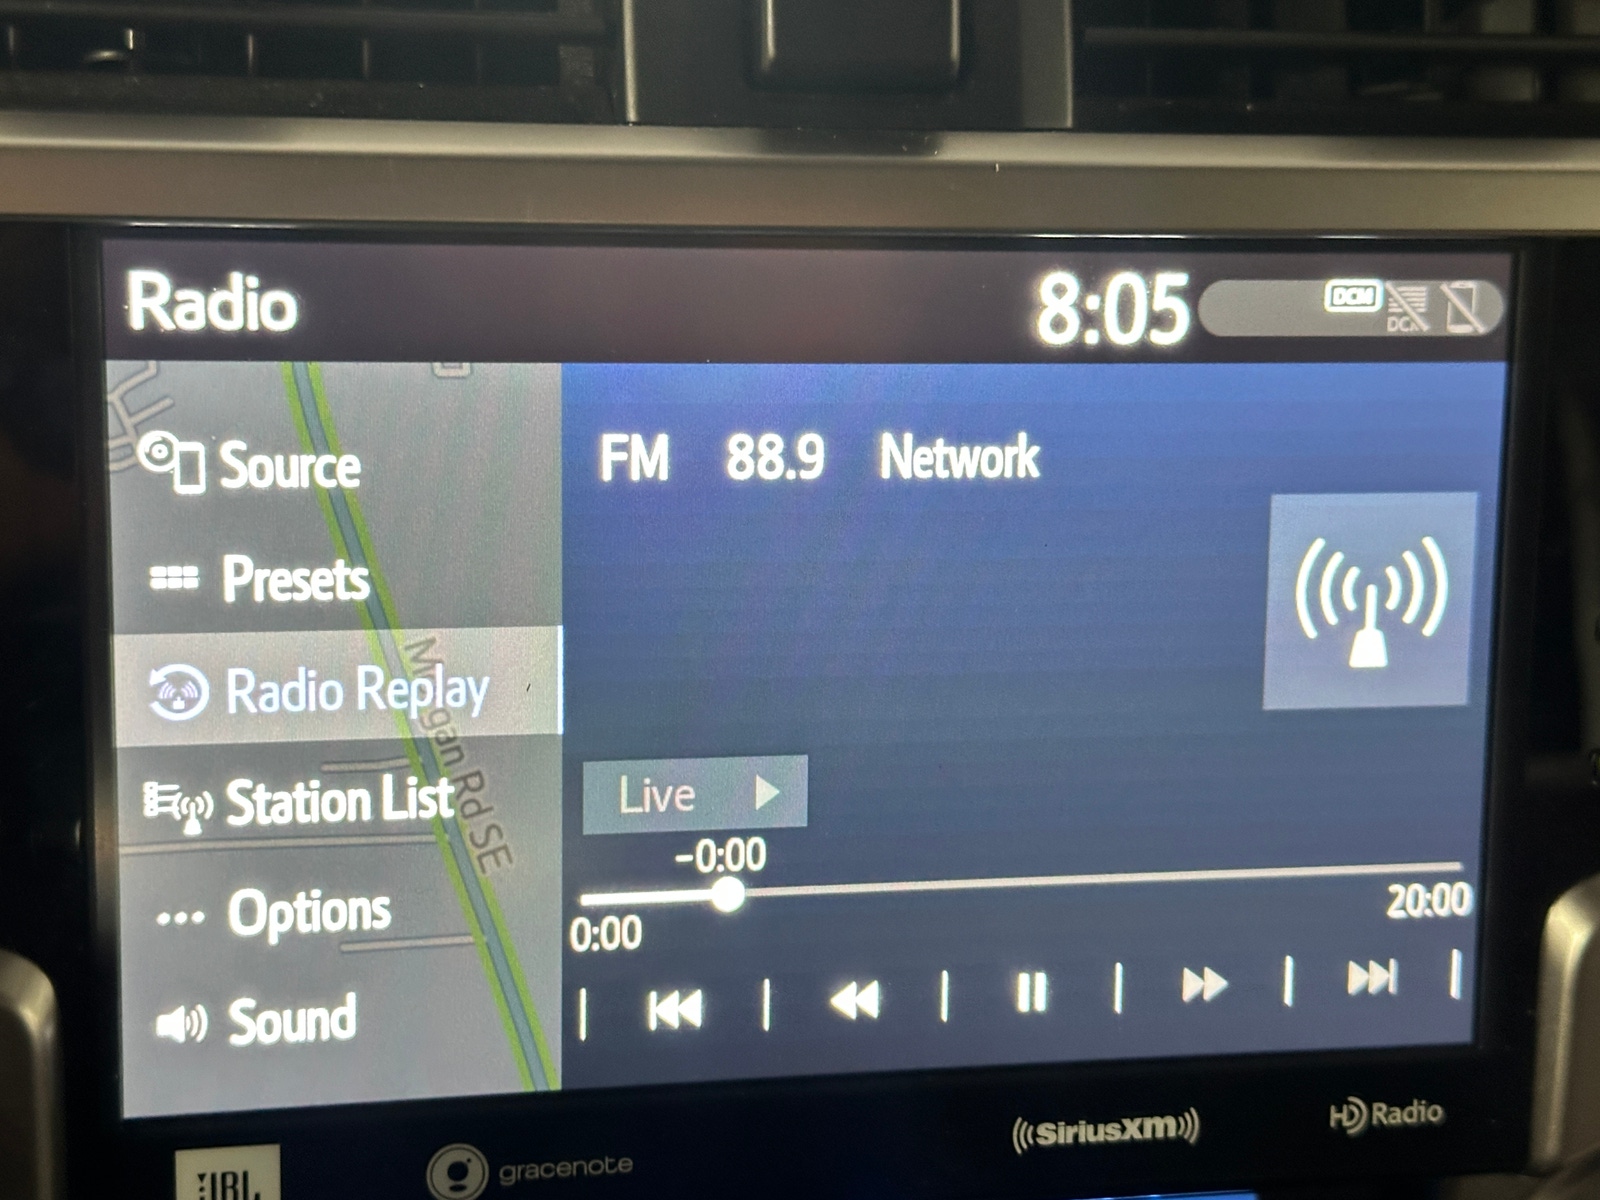 Radio
8:05
DCM
DCM
Source
Presets
Radio Replay
Station List
Options
Sound
Morgan Rd SE
FM 88.9 Network
Live
-0:00
0:00
20:00
JBL
gracenote
SiriusXM
HD Radio